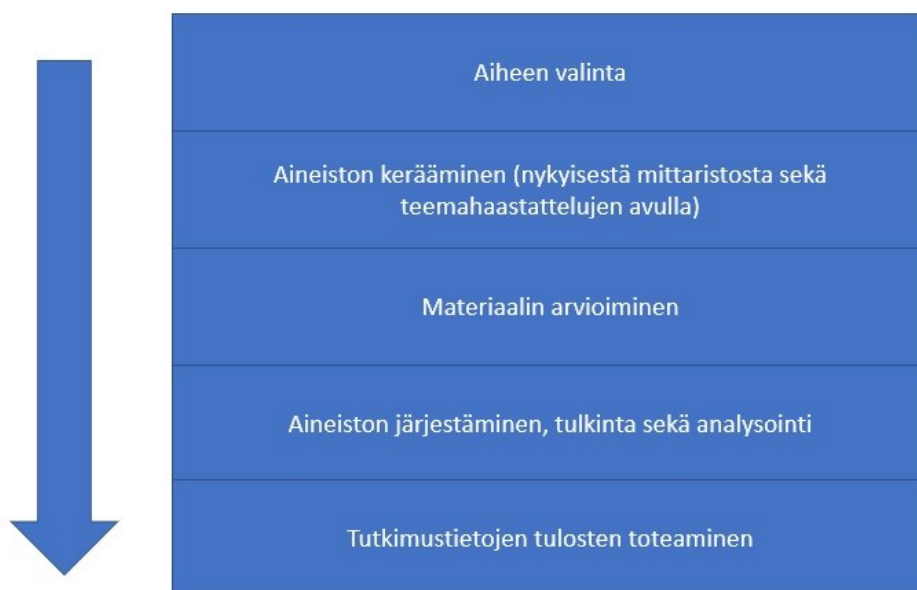 Aiheen valinta
Aineiston kerääminen (nykyisestä mittaristosta sekä
teemahaastattelujen avulla)
Materiaalin arvioiminen
Aineiston järjestäminen, tulkinta sekä analysointi
Tutkimustietojen tulosten toteaminen